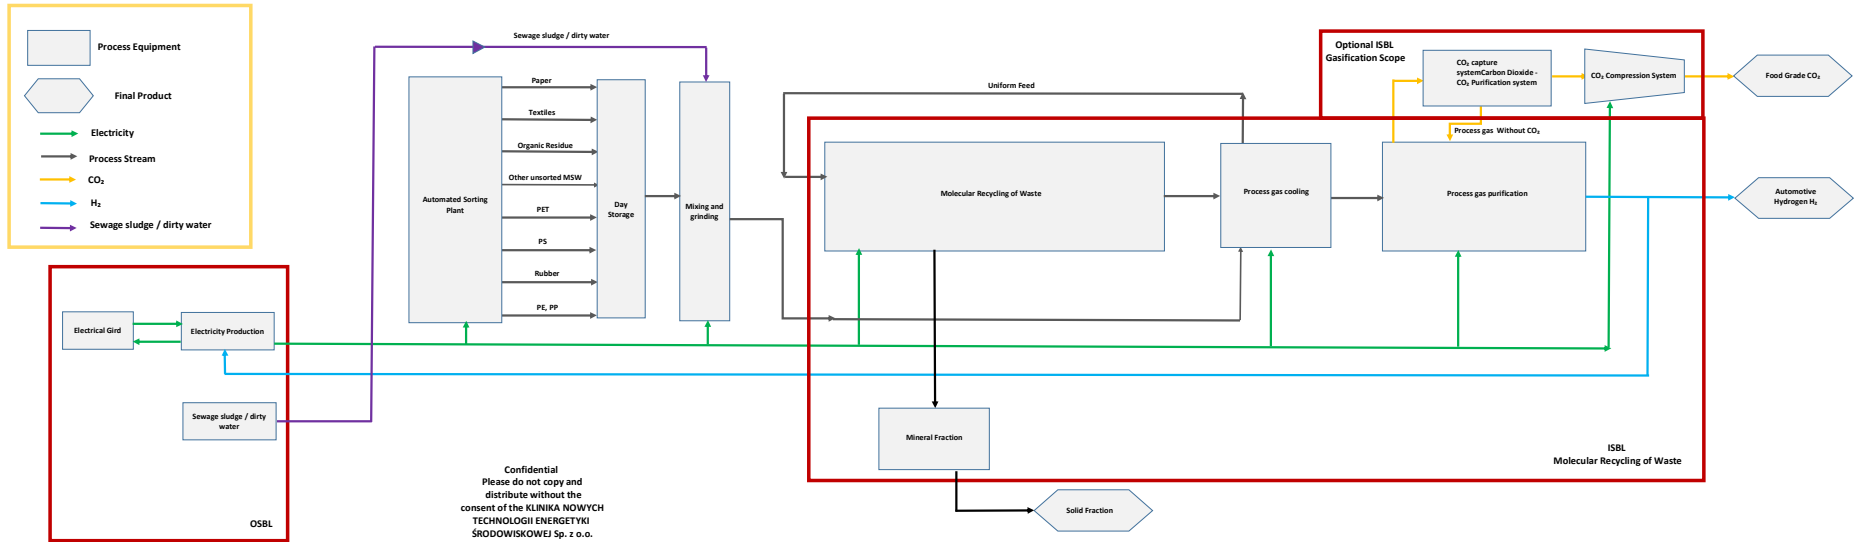 Process Equipment
Final Product
Electricity
Process Stream
CO₂
H₂
Sewage sludge / dirty water
Electrical Gird
Electricity Production
Sewage sludge / dirty
water
OSBL
Sewage sludge / dirty water
Automated Sorting
Plant
Paper
Textiles
Organic Residue
Other unsorted MSW
PET
PS
Rubber
PE, PP
Day
Storage
Mixing and
grinding
Confidential
Please do not copy and
distribute without the
consent of the KLINIKA NOWYCH
TECHNOLOGII ENERGETYKI
ŚRODOWISKOWEJ Sp. z o.o.
Uniform Feed
Molecular Recycling of Waste
Process gas cooling
Process gas purification
Mineral Fraction
Solid Fraction
ISBL
Molecular Recycling of Waste
Optional ISBL
Gasification Scope
CO₂ capture
systemCarbon Dioxide -
CO₂ Purification system
Process gas  Without CO₂
CO₂ Compression System
Food Grade CO₂
Automotive
Hydrogen H₂